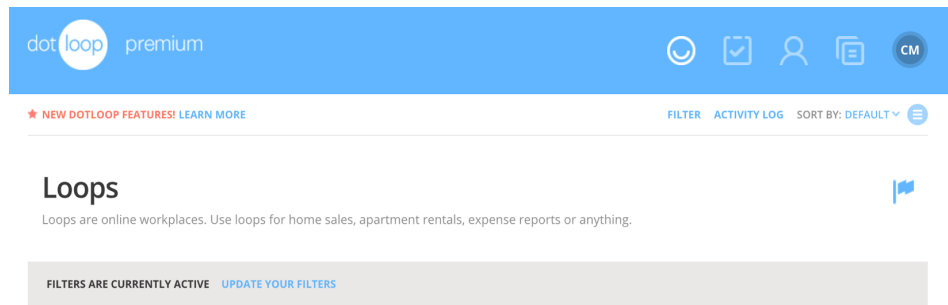 dot loop premium
CM
NEW DOTLOOP FEATURES! LEARN MORE
FILTER ACTIVITY LOG SORT BY: DEFAULT
Loops
Loops are online workplaces. Use loops for home sales, apartment rentals, expense reports or anything.
FILTERS ARE CURRENTLY ACTIVE UPDATE YOUR FILTERS